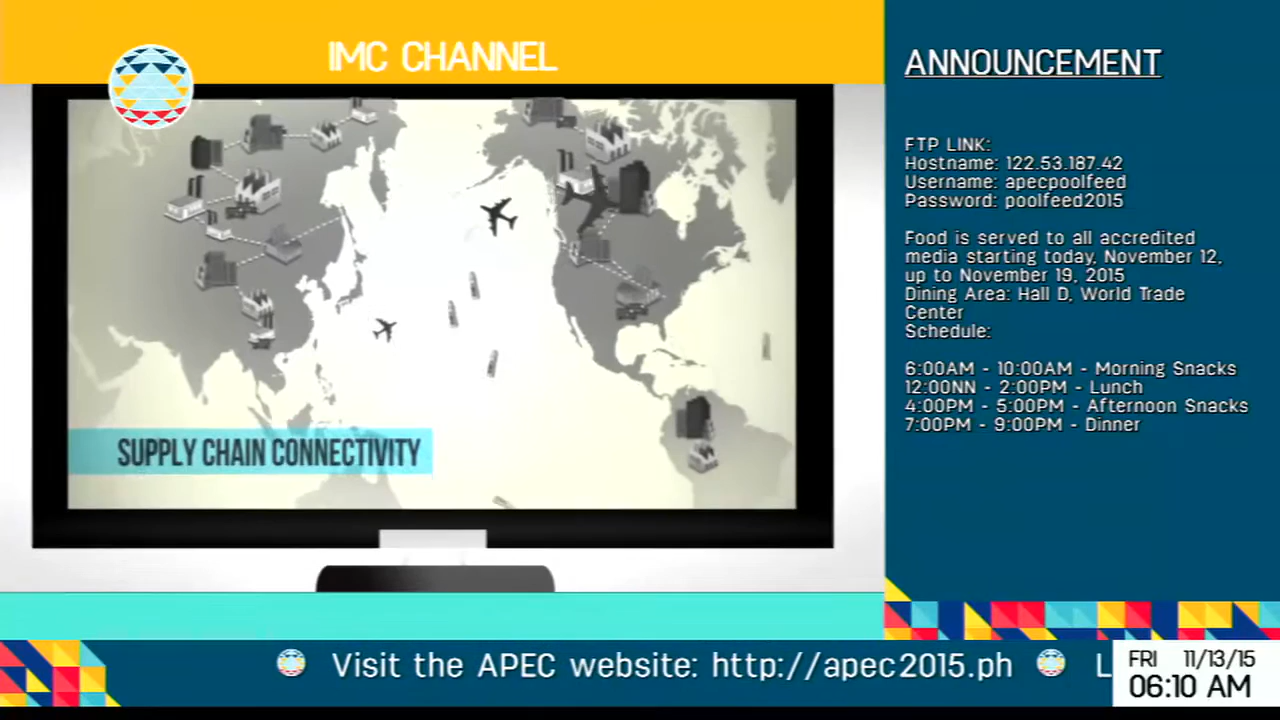 IMC CHANNEL
SUPPLY CHAIN CONNECTIVITY
ANNOUNCEMENT
FTP LINK:
Hostname: 122.53.187.42
Username: apecpoolfeed
Password: poolfeed2015
Food is served to all accredited
media starting today, November 12,
up to November 19, 2015
Dining Area: Hall D, World Trade
Center
Schedule:
6:00AM - 10:00AM - Morning Snacks
12:00NN - 2:00PM - Lunch
4:00PM - 5:00PM - Afternoon Snacks
7:00PM - 9:00PM - Dinner
Visit the APEC website: http://apec2015.ph L
FRI 11/13/15
06:10 AM